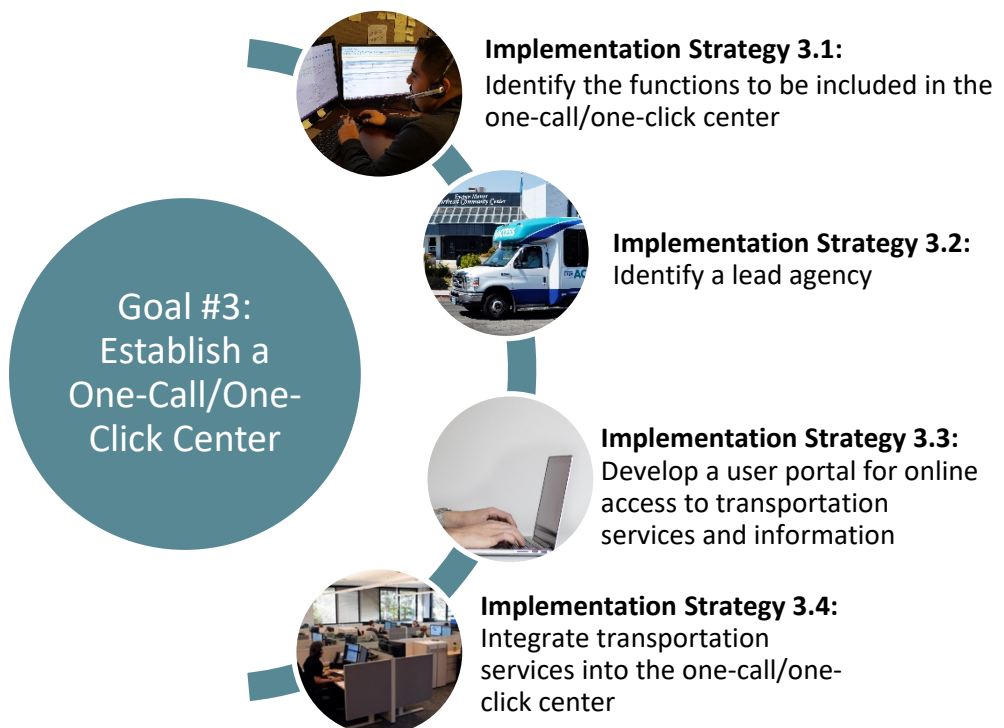 Goal #3:
Establish a
One-Call/One-
Click Center
Implementation Strategy 3.1:
Identify the functions to be included in the
one-call/one-click center
Implementation Strategy 3.2:
Identify a lead agency
Implementation Strategy 3.3:
Develop a user portal for online
access to transportation
services and information
Implementation Strategy 3.4:
Integrate transportation
services into the one-call/one-
click center